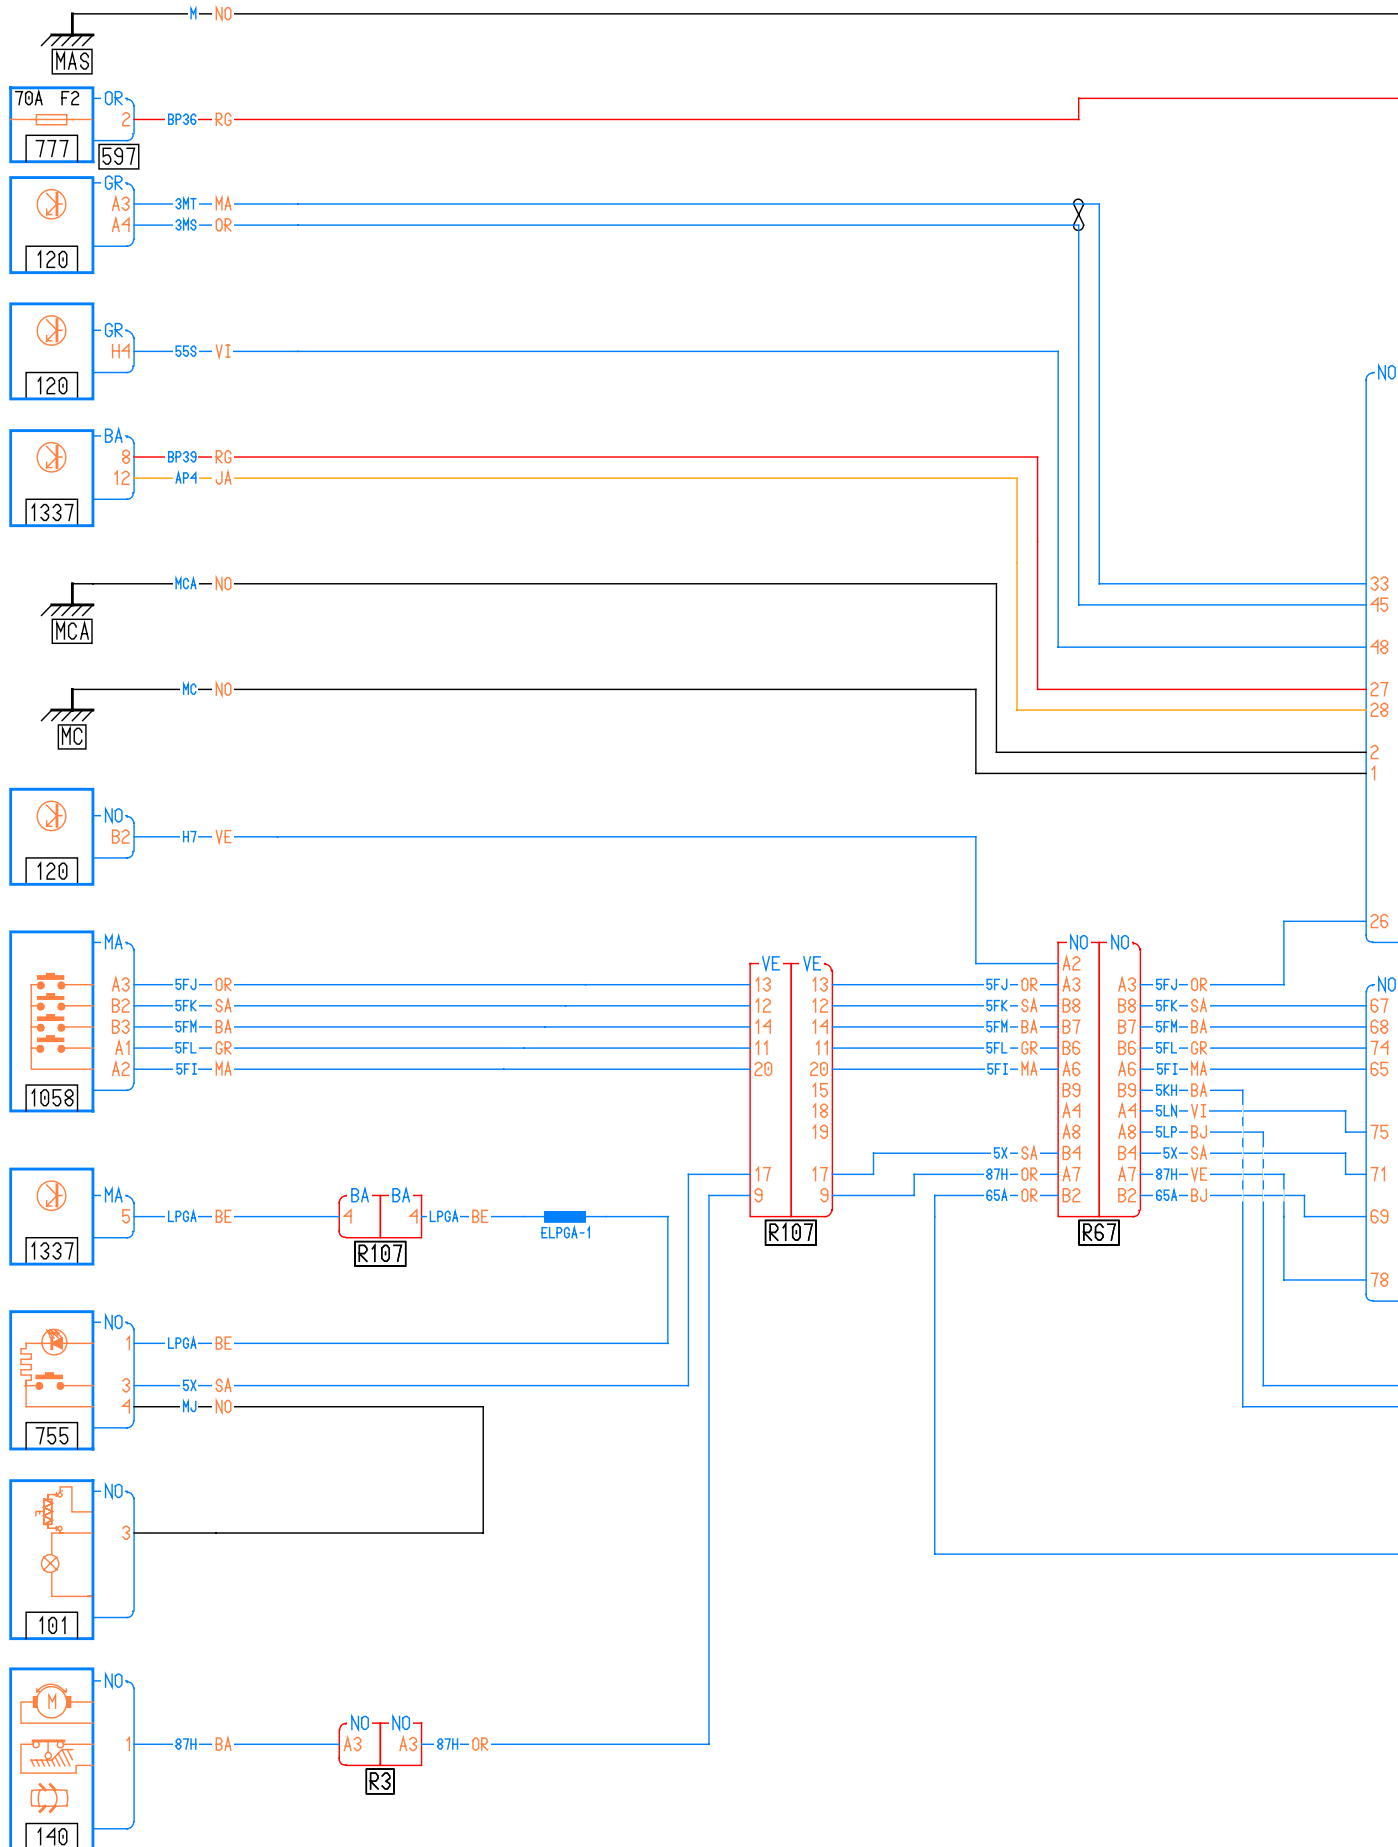 M NO
MAS
70A F2 OR
2 BP36 RG
777 597
GR
A3 3MT MA
A4 3MS OR
120
GR
H4 55S VI
120
NO
BA
8 BP39 RG
12 AP4 JA
1337
MCA NO 33
45
MCA
48
MC NO 27
28
MC
2
1
NO
B2 H7 VE
120
26
MA NO NO
VE VE A2
A3 5FJ OR 13 13 5FJ OR A3 A3 5FJ OR NO
B2 5FK SA 12 12 5FK SA B8 B8 5FK SA 67
B3 5FM BA 14 14 5FM BA B7 B7 5FM BA 68
A1 5FL GR 11 11 5FL GR B6 B6 5FL GR 74
A2 5FI MA 20 20 5FI MA A6 A6 5FI MA 65
1058 15 B9 B9 5KH BA
18 A4 A4 5LN VI
19 A8 A8 5LP BJ 75
5X SA B4 B4 5X SA
17 17 87H OR A7 A7 87H VE 71
MA BA BA 9 9 65A OR B2 B2 65A BJ
5 LPGA BE 4 4 LPGA BE 69
1337 R107 ELPGA-1 R107 R67
78
NO
1 LPGA BE
3 5X SA
4 MJ NO
755
NO
3
101
NO
M
NO NO
1 87H BA A3 A3 87H OR
R3
140